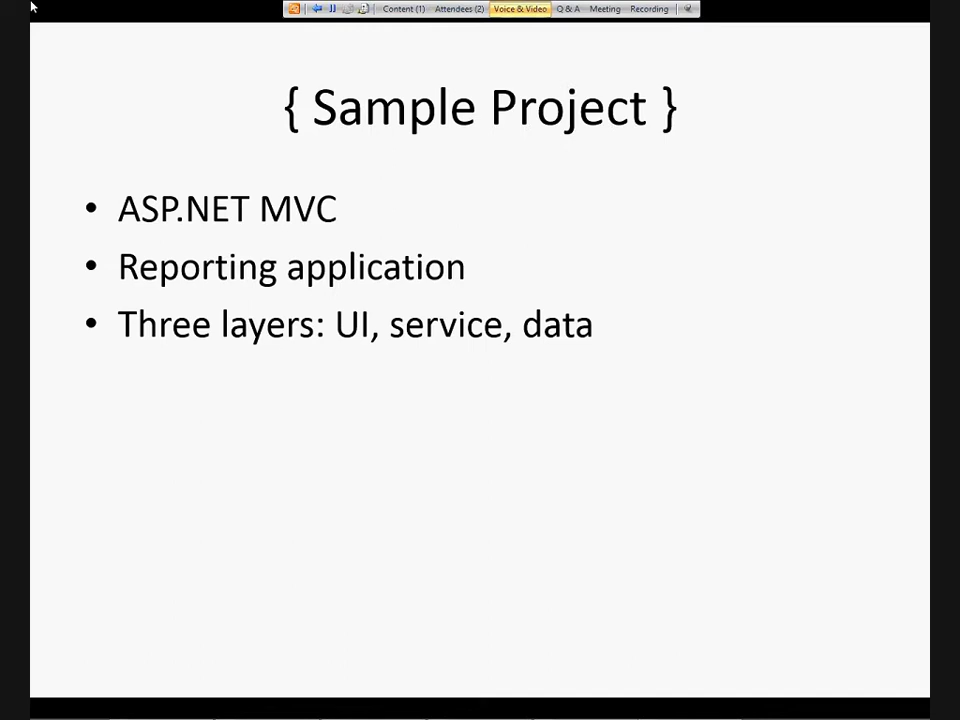 Content (1) Attendees (2) Voice & Video Q & A Meeting Recording
{ Sample Project }
• ASP.NET MVC
• Reporting application
• Three layers: UI, service, data